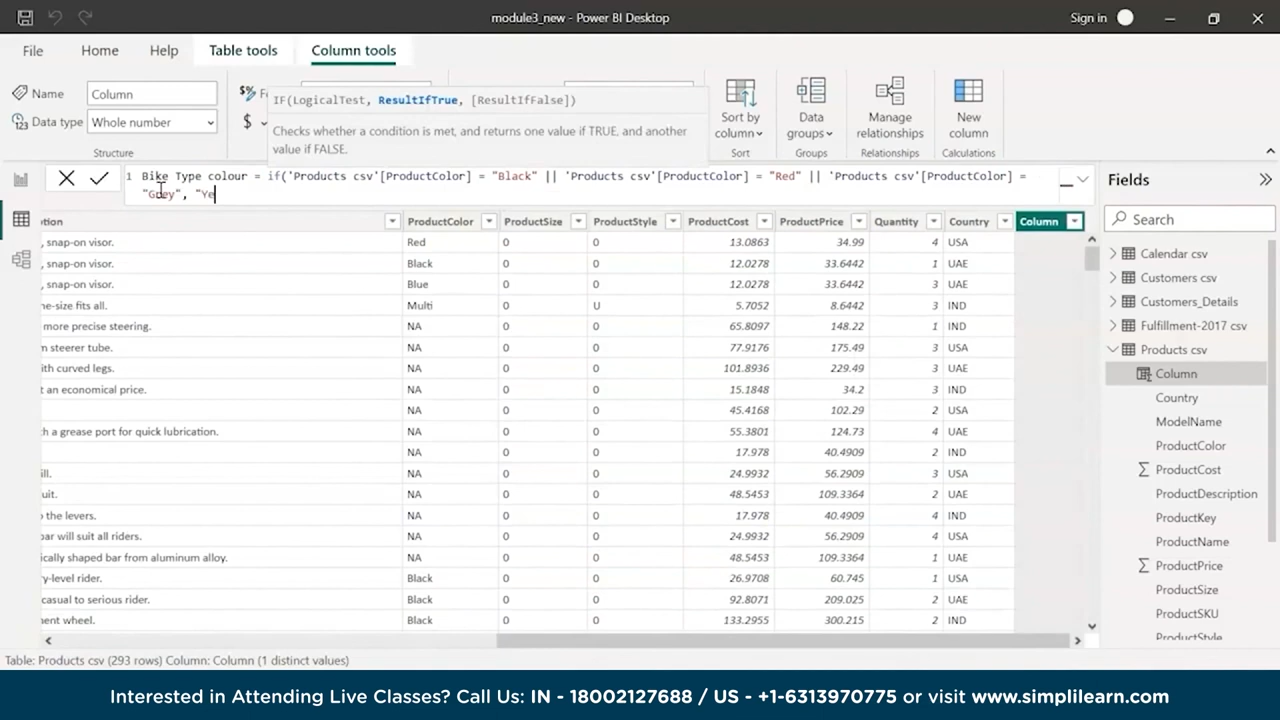 module3_new - Power BI Desktop
Sign in
File
Home
Help
Table tools
Column tools
Name
Column
Data type
Whole number
Structure
$%
$
IF(LogicalTest, ResultIfTrue, [ResultIfFalse])
Checks whether a condition is met, and returns one value if TRUE, and another
value if FALSE.
Sort by
column
Sort
Data
groups
Groups
Manage
relationships
Relationships
New
column
Calculations
1 Bike Type colour = if('Products csv'[ProductColor] = "Black" || 'Products csv'[ProductColor] = "Red" || 'Products csv'[ProductColor] =
"Grey", "Ye
ption ProductColor ProductSize ProductStyle ProductCost ProductPrice Quantity Country Column
, snap-on visor. Red 0 0 13.0863 34.99 4 USA
, snap-on visor. Black 0 0 12.0278 33.6442 1 UAE
, snap-on visor. Blue 0 0 12.0278 33.6442 3 UAE
ne-size fits all. Multi 0 U 5.7052 8.6442 3 IND
more precise steering. NA 0 0 65.8097 148.22 1 IND
m steerer tube. NA 0 0 77.9176 175.49 3 USA
with curved legs. NA 0 0 101.8936 229.49 3 UAE
t an economical price. NA 0 0 15.1848 34.2 3 IND
NA 0 0 45.4168 102.29 2 USA
h a grease port for quick lubrication. NA 0 0 55.3801 124.73 4 UAE
NA 0 0 17.978 40.4909 2 IND
ill. NA 0 0 24.9932 56.2909 3 USA
uit. NA 0 0 48.5453 109.3364 2 UAE
o the levers. NA 0 0 17.978 40.4909 4 IND
bar will suit all riders. NA 0 0 24.9932 56.2909 4 USA
ically shaped bar from aluminum alloy. NA 0 0 48.5453 109.3364 1 UAE
ry-level rider. Black 0 0 26.9708 60.745 1 USA
casual to serious rider. Black 0 0 92.8071 209.025 2 UAE
nent wheel. Black 0 0 133.2955 300.215 2 IND
Fields
Search
Calendar csv
Customers csv
Customers_Details
Fulfillment-2017 csv
Products csv
Column
Country
ModelName
ProductColor
ProductCost
ProductDescription
ProductKey
ProductName
ProductPrice
ProductSize
ProductSKU
ProductStyle
Table: Products csv (293 rows) Column: Column (1 distinct values)
Interested in Attending Live Classes? Call Us: IN - 18002127688 / US - +1-6313970775 or visit www.simplilearn.com